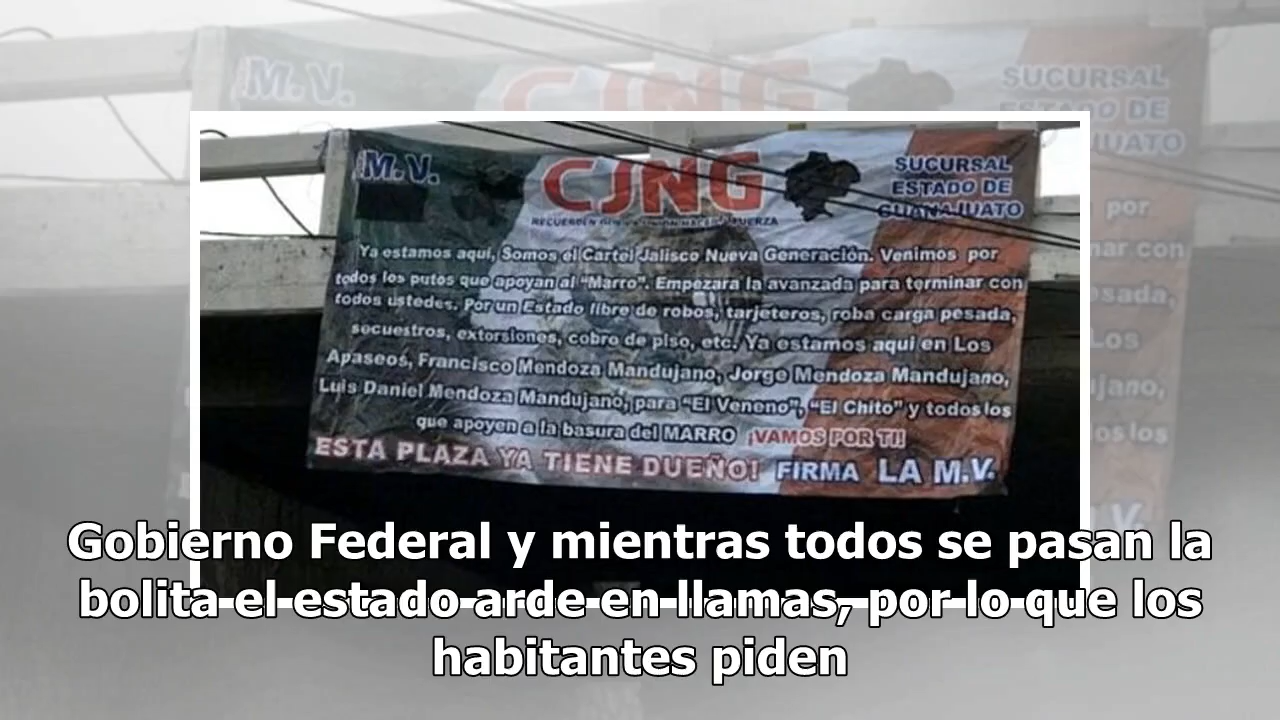 M.V.
CJNG
SUCURSAL
ESTADO DE
GUANAJUATO
Ya estamos aquí, Somos el Cartel Jalisco Nueva Generación. Venimos por
todos los putos que apoyan al "Marro". Empezara la avanzada para terminar con
todos ustedes. Por un Estado libre de robos, tarjeteros, roba carga pesada,
secuestros, extorsiones, cobro de piso, etc. Ya estamos aqui en Los
Apaseos, Francisco Mendoza Mandujano, Jorge Mendoza Mandujano,
Luis Daniel Mendoza Mandujano, para "El Veneno", "El Chito" y todos los
que apoyen a la basura del MARRO ¡VAMOS POR TI!
ESTA PLAZA YA TIENE DUEÑO! FIRMA LA M.V.
Gobierno Federal y mientras todos se pasan la
bolita el estado arde en llamas, por lo que los
habitantes piden